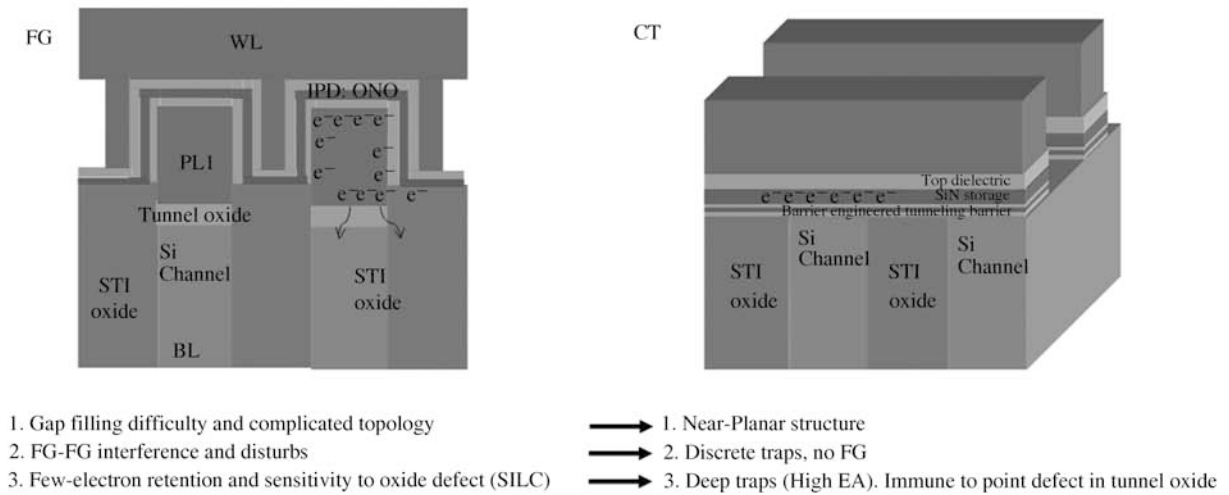 FG
WL
IPD: ONO
e⁻e⁻e⁻e⁻
e⁻
e⁻
PL1
e⁻
e⁻
e⁻e⁻e⁻ e⁻
Tunnel oxide
Si
Channel
STI
oxide
STI
oxide
BL
CT
Top dielectric
SiN storage
e⁻e⁻e⁻e⁻e⁻e⁻
Barrier engineered tunneling barrier
STI
oxide
Si
Channel
STI
oxide
Si
Channel
1. Gap filling difficulty and complicated topology
1. Near-Planar structure
2. FG-FG interference and disturbs
2. Discrete traps, no FG
3. Few-electron retention and sensitivity to oxide defect (SILC)
3. Deep traps (High EA). Immune to point defect in tunnel oxide